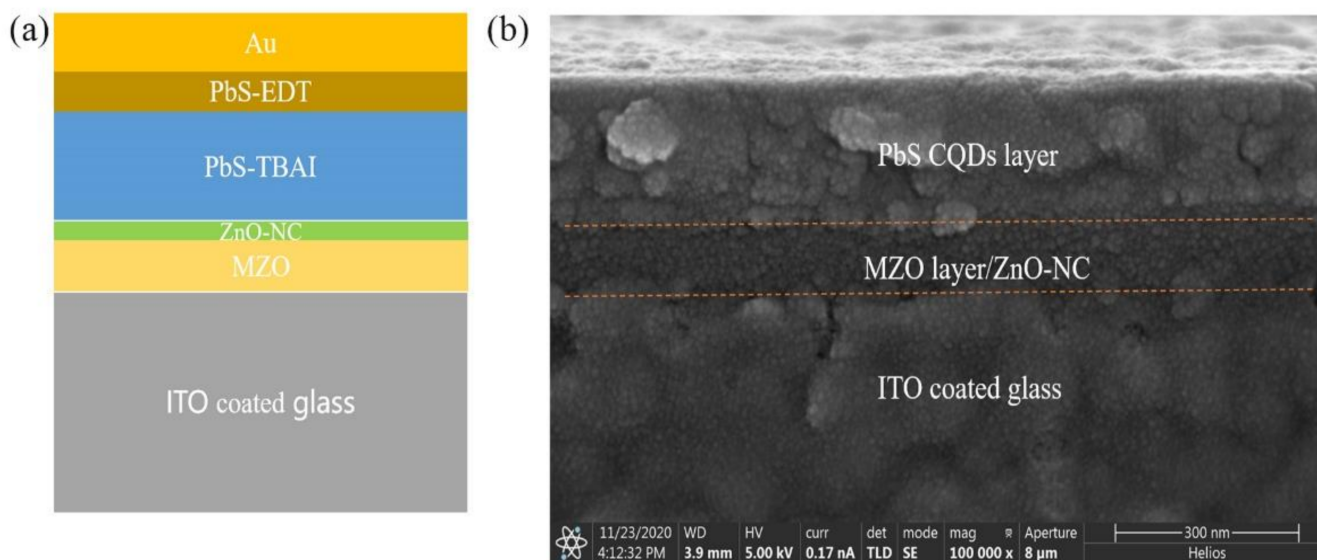 (a)
Au
PbS-EDT
PbS-TBAI
ZnO-NC
MZO
ITO coated glass
(b)
PbS CQDs layer
MZO layer/ZnO-NC
ITO coated glass
11/23/2020 WD HV curr det mode mag Aperture
4:12:32 PM 3.9 mm 5.00 kV 0.17 nA TLD SE 100 000 x 8 µm
300 nm
Helios